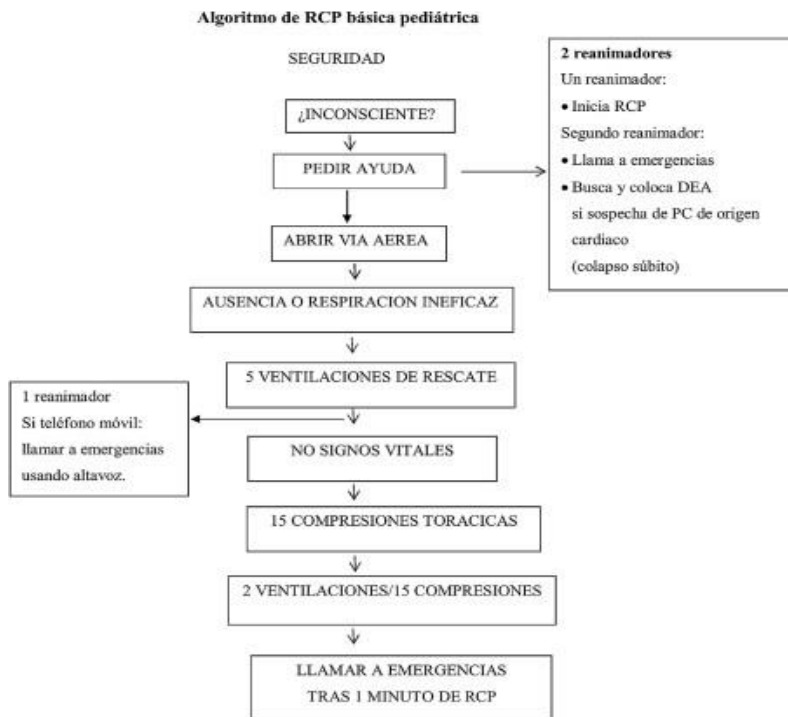 Algoritmo de RCP básica pediátrica
SEGURIDAD
¿INCONSCIENTE?
PEDIR AYUDA
2 reanimadores
Un reanimador:
• Inicia RCP
Segundo reanimador:
• Llama a emergencias
• Busca y coloca DEA
si sospecha de PC de origen
cardiaco
(colapso súbito)
ABRIR VIA AEREA
AUSENCIA O RESPIRACION INEFICAZ
5 VENTILACIONES DE RESCATE
1 reanimador
Si teléfono móvil:
llamar a emergencias
usando altavoz.
NO SIGNOS VITALES
15 COMPRESIONES TORACICAS
2 VENTILACIONES/15 COMPRESIONES
LLAMAR A EMERGENCIAS
TRAS 1 MINUTO DE RCP